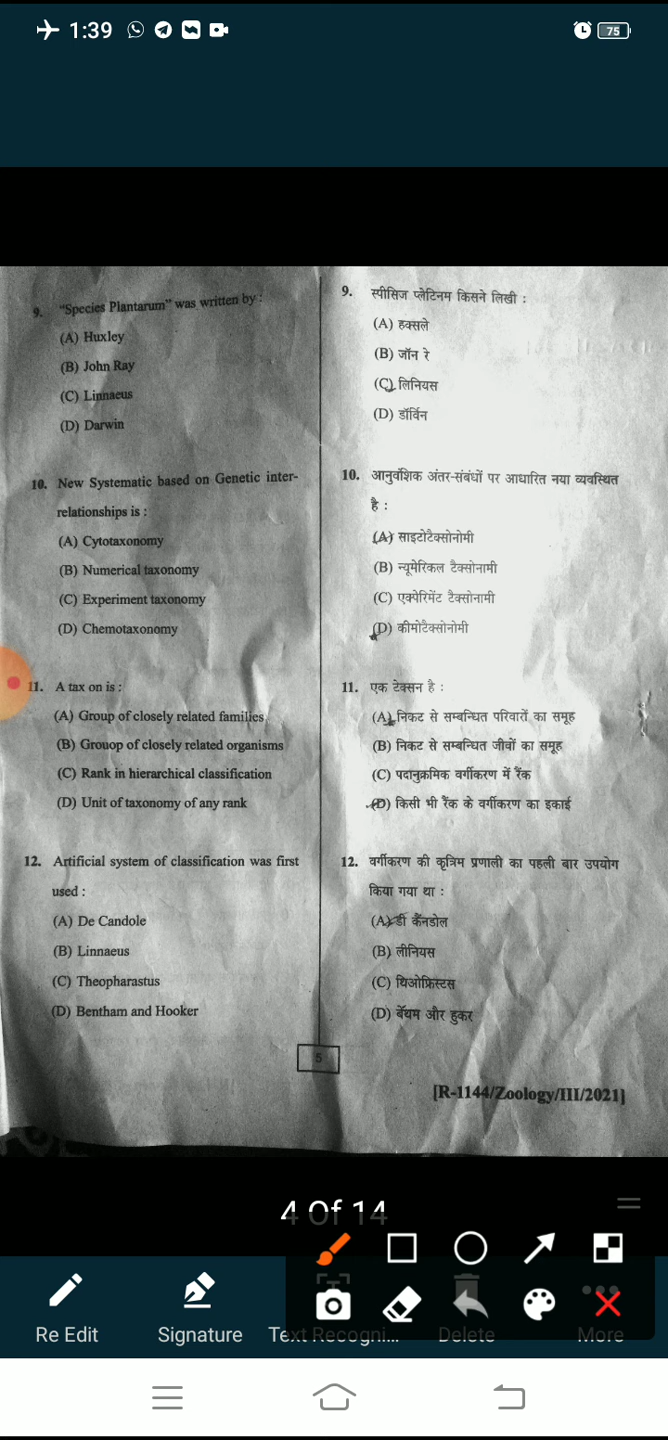 1:39
75
9. "Species Plantarum" was written by :
(A) Huxley
(B) John Ray
(C) Linnaeus
(D) Darwin
10. New Systematic based on Genetic inter-
relationships is :
(A) Cytotaxonomy
(B) Numerical taxonomy
(C) Experiment taxonomy
(D) Chemotaxonomy
11. A tax on is :
(A) Group of closely related families
(B) Grouop of closely related organisms
(C) Rank in hierarchical classification
(D) Unit of taxonomy of any rank
12. Artificial system of classification was first
used :
(A) De Candole
(B) Linnaeus
(C) Theopharastus
(D) Bentham and Hooker
9. स्पीसिज प्लेटिनम किसने लिखी :
(A) हक्सले
(B) जॉन रे
(C) लिनियस
(D) डॉर्विन
10. आनुवंशिक अंतर-संबंधों पर आधारित नया व्यवस्थित
है :
(A) साइटोटैक्सोनोमी
(B) न्यूमेरिकल टैक्सोनामी
(C) एक्पेरिमेंट टैक्सोनामी
(D) कीमोटैक्सोनोमी
11. एक टेक्सन है :
(A) निकट से सम्बन्धित परिवारों का समूह
(B) निकट से सम्बन्धित जीवों का समूह
(C) पदानुक्रमिक वर्गीकरण में रैंक
(D) किसी भी रैंक के वर्गीकरण का इकाई
12. वर्गीकरण की कृत्रिम प्रणाली का पहली बार उपयोग
किया गया था :
(A) डी कैंनडोल
(B) लीनियस
(C) थिओफ्रिस्टस
(D) बेंथम और हुकर
5
[R-1144/Zoology/III/2021]
4 Of 14
Re Edit
Signature
Text Recogni...
Delete
More